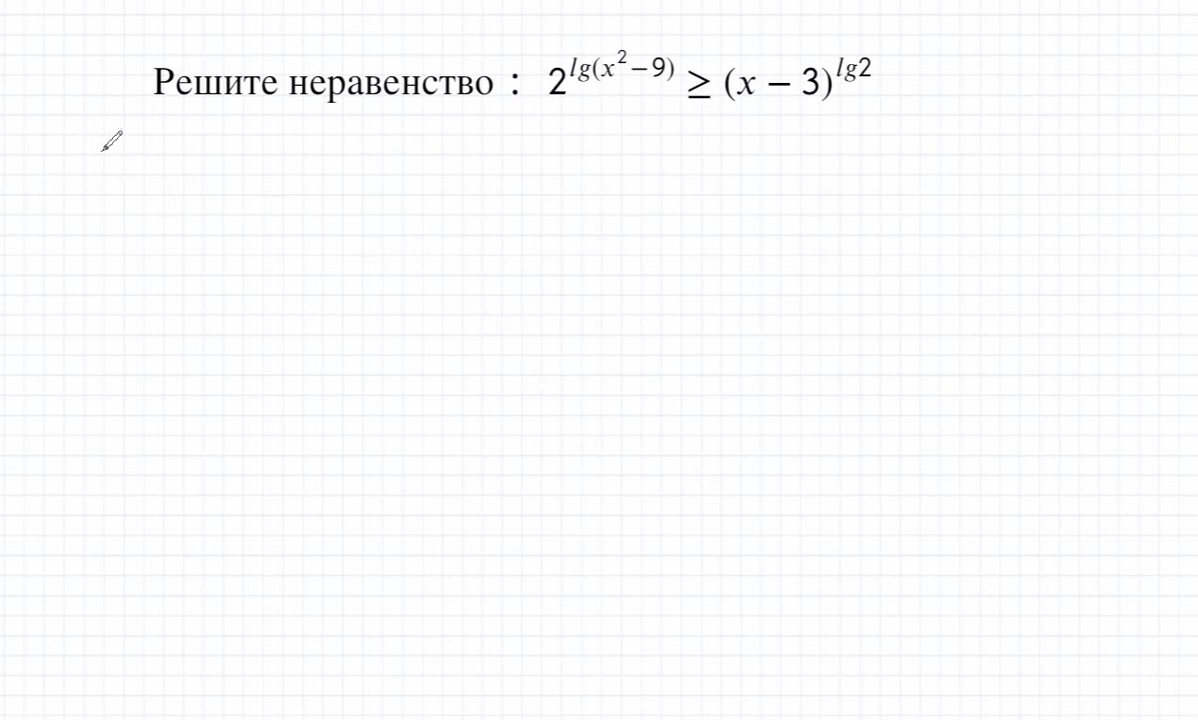 Решите неравенство : 2^{lg(x^2−9)} ≥ (x − 3)^{lg2}